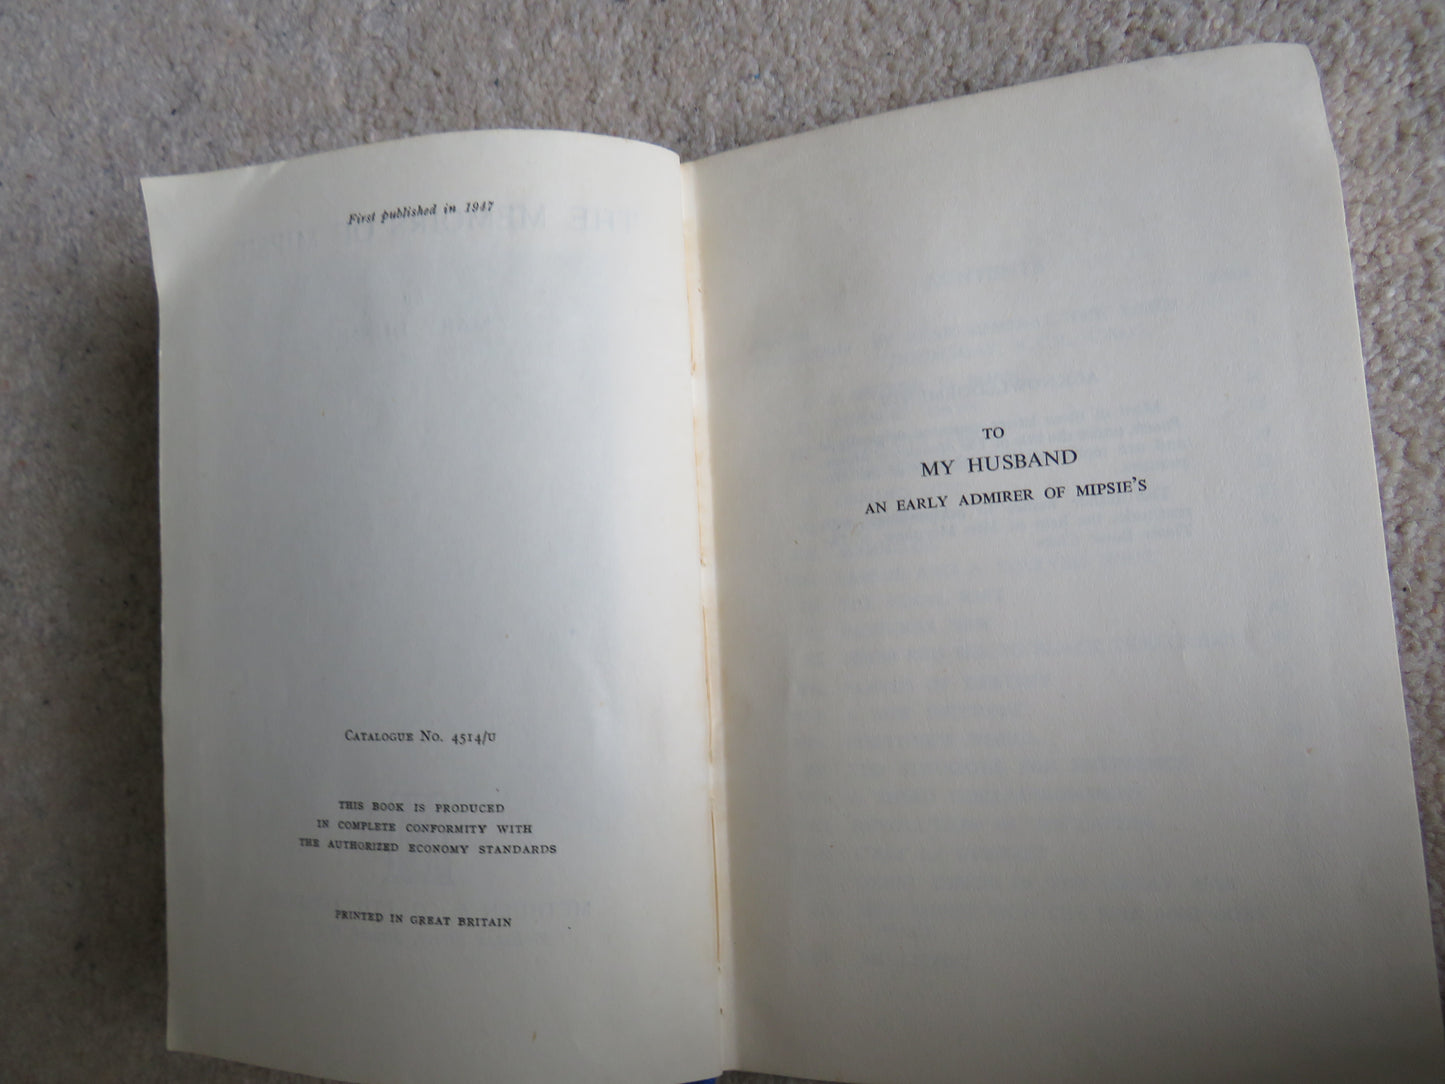 First published in 1947
CATALOGUE NO. 4514/U
THIS BOOK IS PRODUCED
IN COMPLETE CONFORMITY WITH
THE AUTHORIZED ECONOMY STANDARDS
PRINTED IN GREAT BRITAIN
TO
MY HUSBAND
AN EARLY ADMIRER OF MIPSIE'S